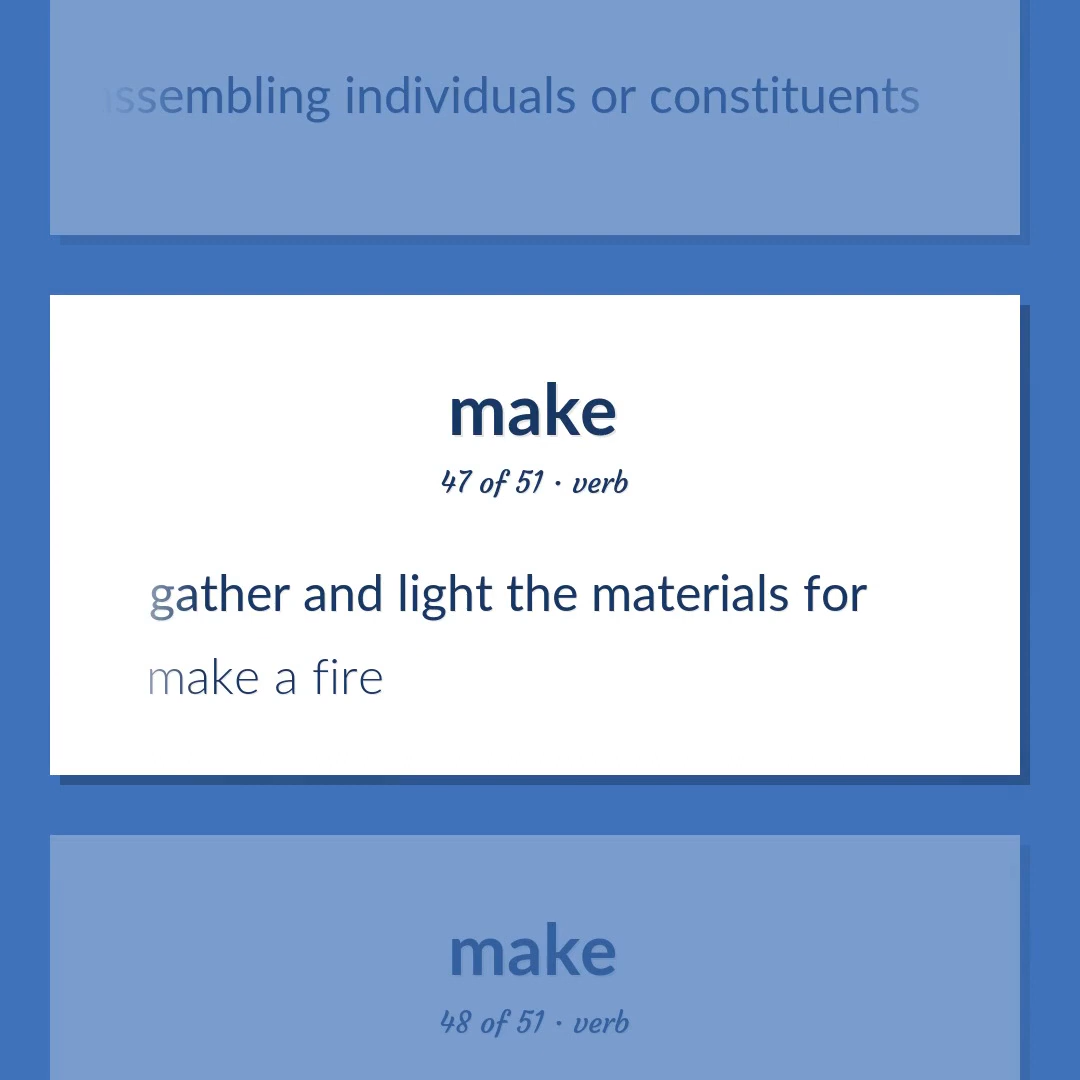 assembling individuals or constituents
make
47 of 51 · verb
gather and light the materials for
make a fire
make
48 of 51 · verb